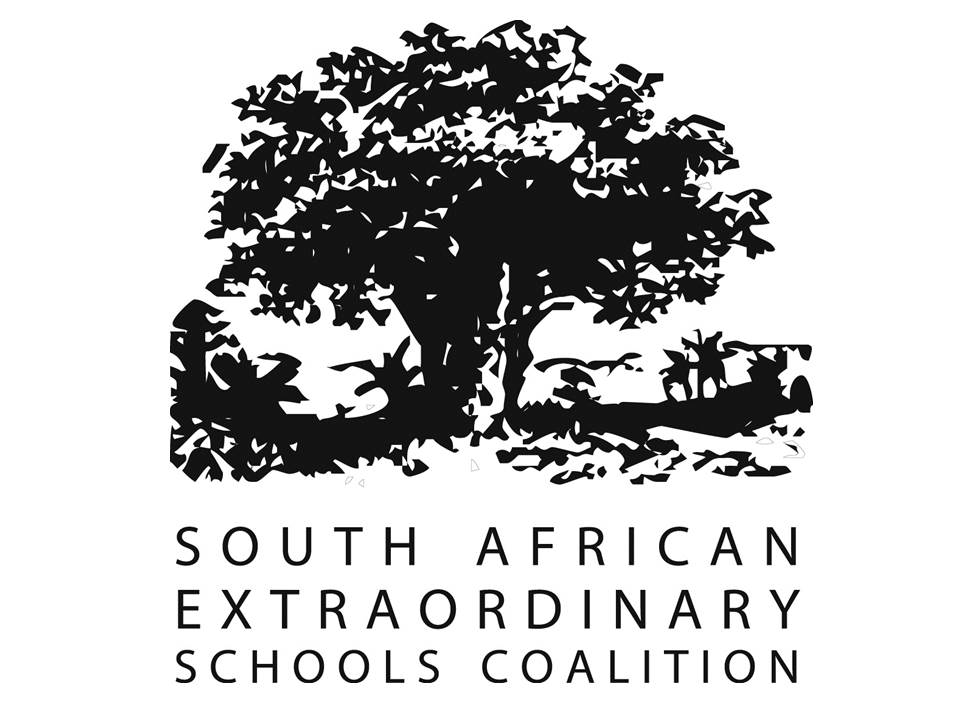 SOUTH AFRICAN
EXTRAORDINARY
SCHOOLS COALITION